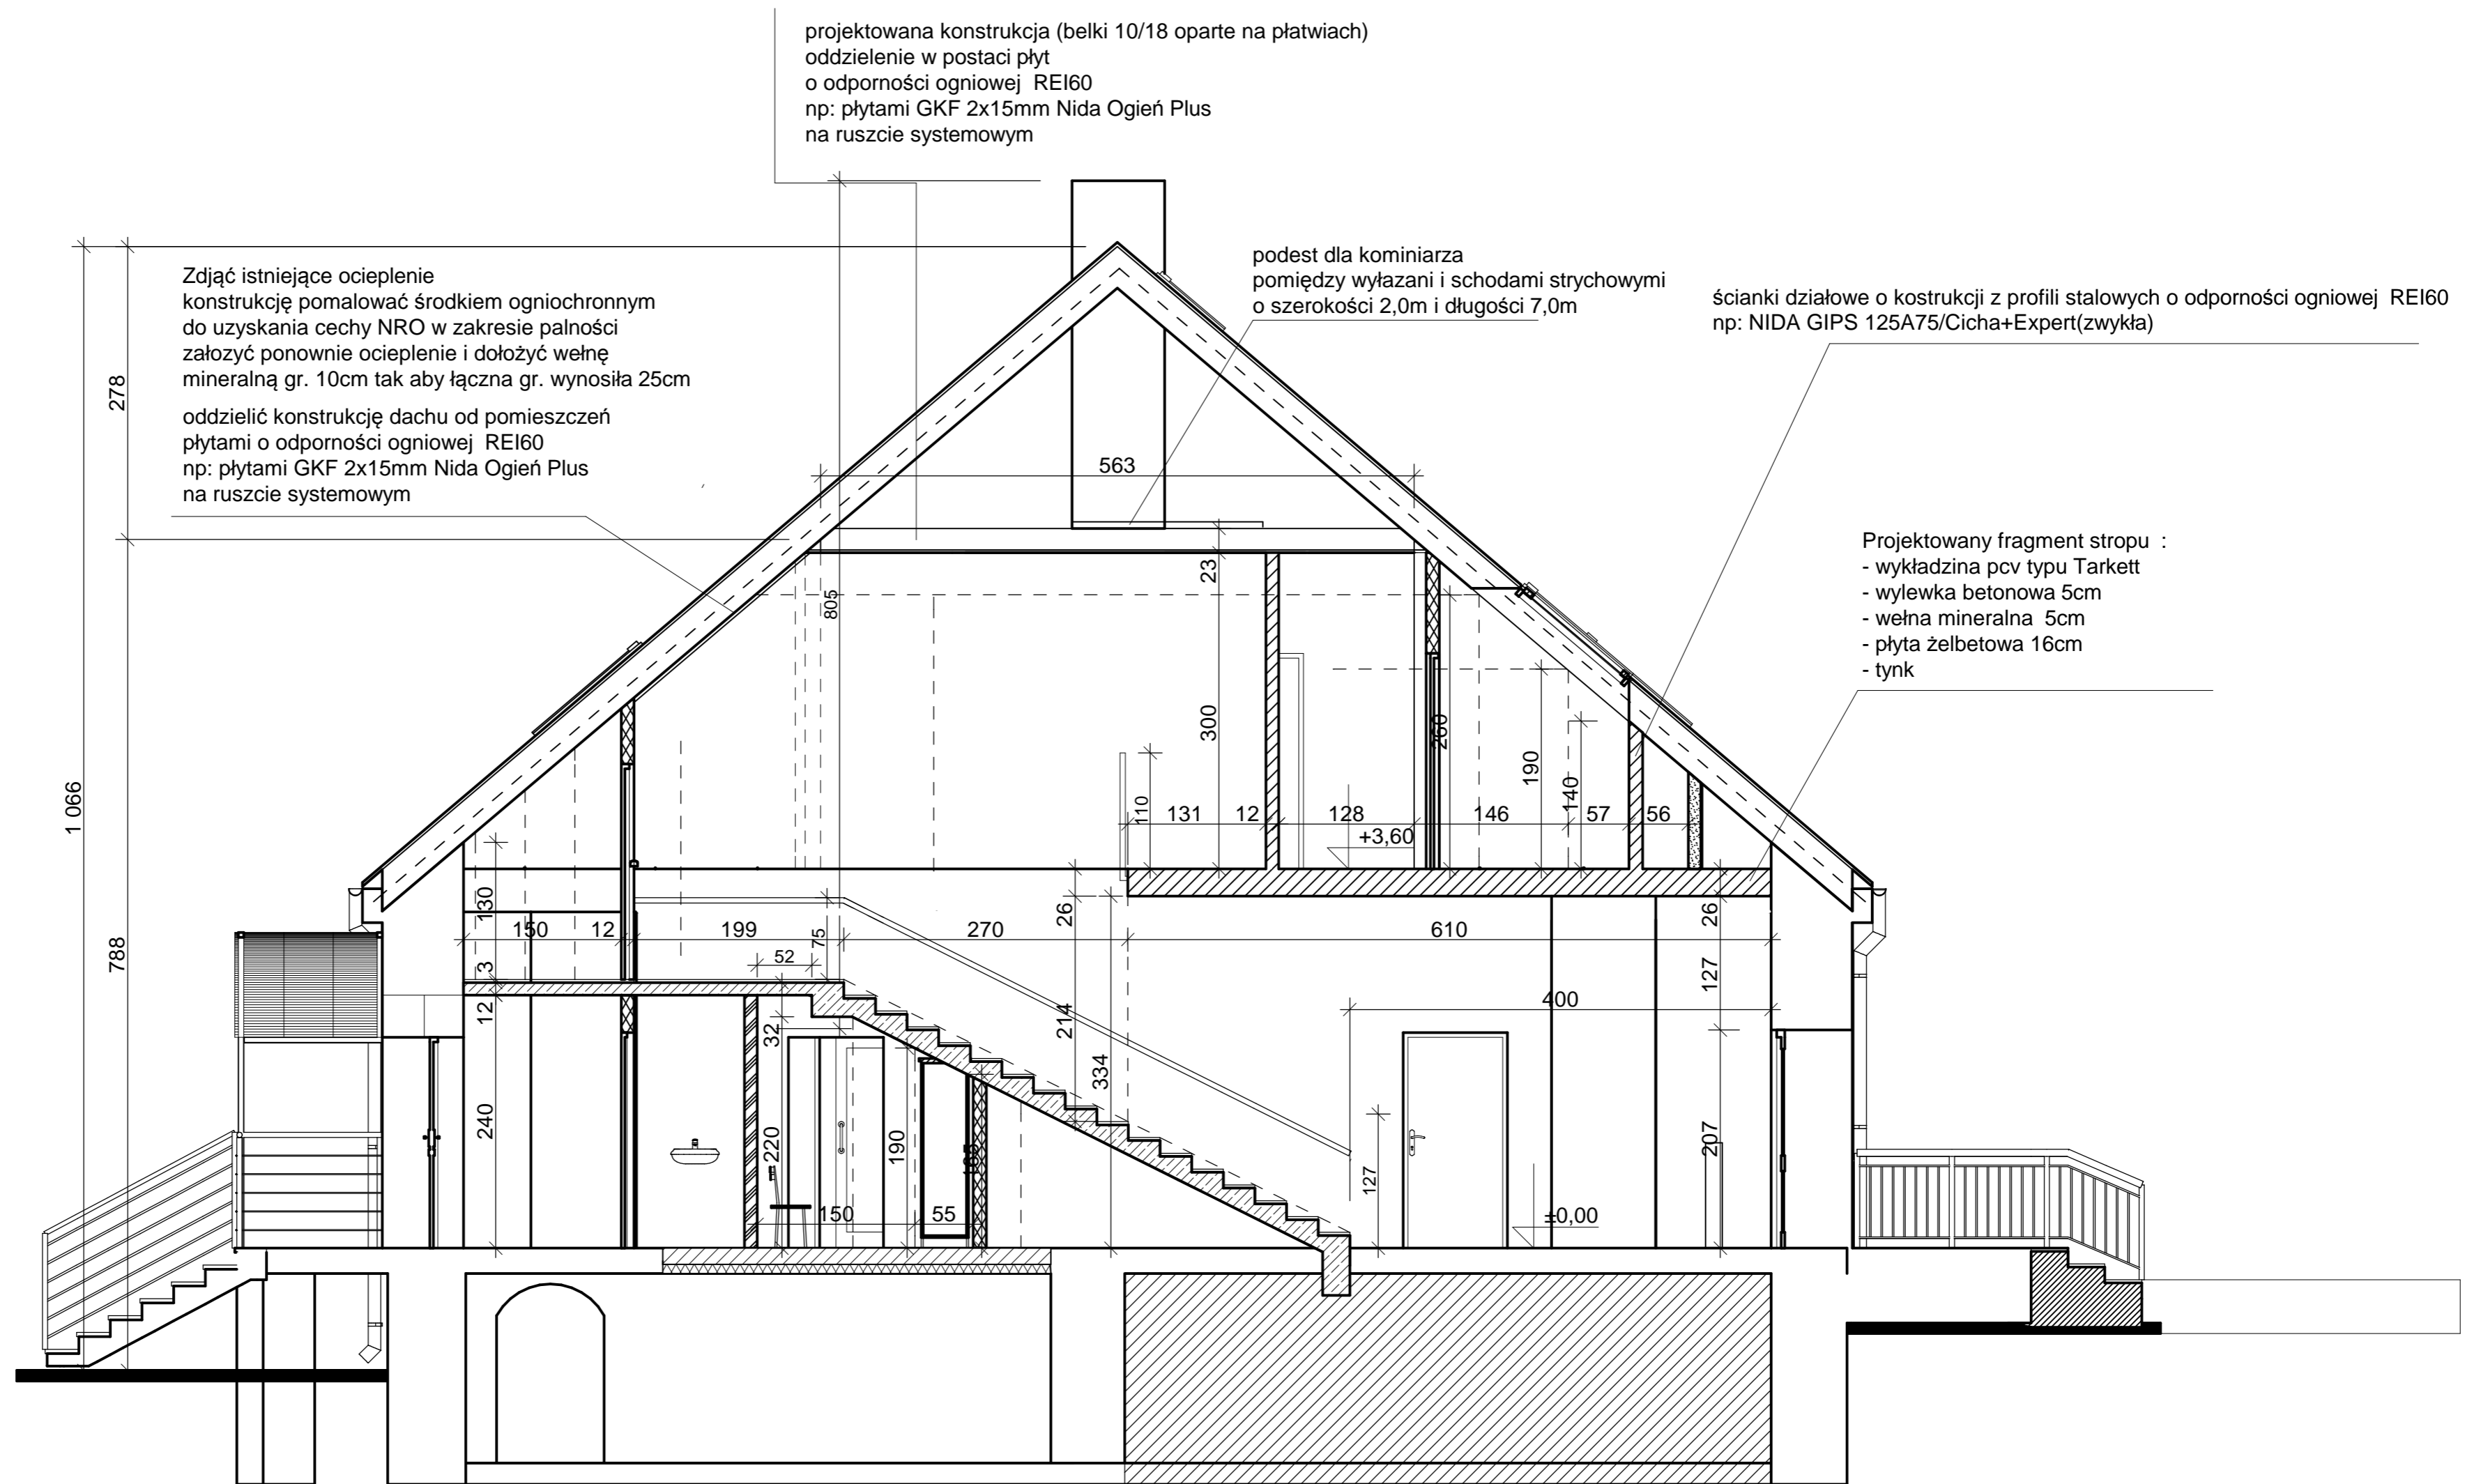 projektowana konstrukcja (belki 10/18 oparte na płatwiach)
oddzielenie w postaci płyt
o odporności ogniowej REI60
np: płytami GKF 2x15mm Nida Ogień Plus
na ruszcie systemowym
Zdjąć istniejące ocieplenie
konstrukcję pomalować środkiem ogniochronnym
do uzyskania cechy NRO w zakresie palności
załozyć ponownie ocieplenie i dołożyć wełnę
mineralną gr. 10cm tak aby łączna gr. wynosiła 25cm
oddzielić konstrukcję dachu od pomieszczeń
płytami o odporności ogniowej REI60
np: płytami GKF 2x15mm Nida Ogień Plus
na ruszcie systemowym
podest dla kominiarza
pomiędzy wyłazani i schodami strychowymi
o szerokości 2,0m i długości 7,0m
ścianki działowe o kostrukcji z profili stalowych o odporności ogniowej REI60
np: NIDA GIPS 125A75/Cicha+Expert(zwykła)
Projektowany fragment stropu :
- wykładzina pcv typu Tarkett
- wylewka betonowa 5cm
- wełna mineralna 5cm
- płyta żelbetowa 16cm
- tynk
278
563
23
805
300
260
190
140
110
1 066
131 12 128 146 57 56
+3,60
130
26
26
150 12 199 270 610
75
788
52
3
127
12
400
32
214
334
240
220
190
165
207
127
150 55
±0,00